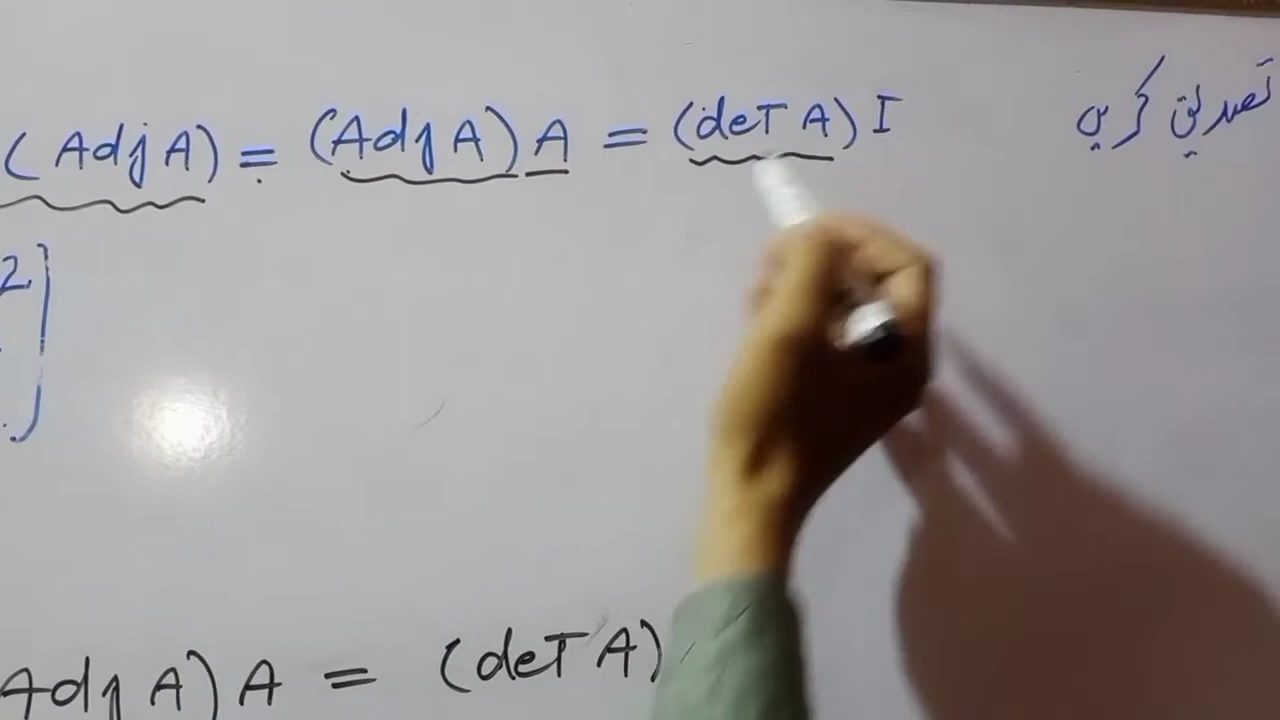 (Adj A) = (Adj A) A = (deT A) I تصدیق کریں
2]
Adj A) A = (deT A)